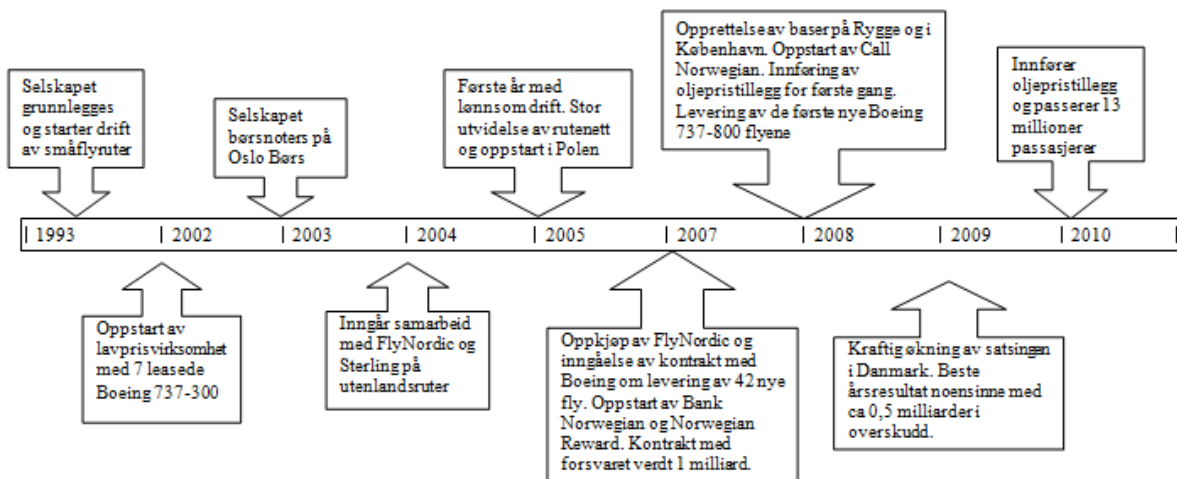 Selskapet
grunnlegges
og starter drift
av småflyruter
Selskapet
børsnoters på
Oslo Børs
Første år med
lønnsom drift. Stor
utvidelse av rutenett
og oppstart i Polen
Opprettelse av baser på Rygge og i
København. Oppstart av Call
Norwegian. Innføring av
oljepristillegg for første gang.
Levering av de første nye Boeing
737-800 flyene
Innfører
oljepristillegg
og passerer 13
millioner
passasjerer
| 1993 | 2002 | 2003 | 2004 | 2005 | 2007 | 2008 | 2009 | 2010 |
Oppstart av
lavprisvirksomhet
med 7 leasede
Boeing 737-300
Inngår samarbeid
med FlyNordic og
Sterling på
utenlandsruter
Oppkjøp av FlyNordic og
inngåelse av kontrakt med
Boeing om levering av 42 nye
fly. Oppstart av Bank
Norwegian og Norwegian
Reward. Kontrakt med
forsvaret verdt 1 milliard.
Kraftig økning av satsingen
i Danmark. Beste
årsresultat noensinne med
ca 0,5 milliarder i
overskudd.